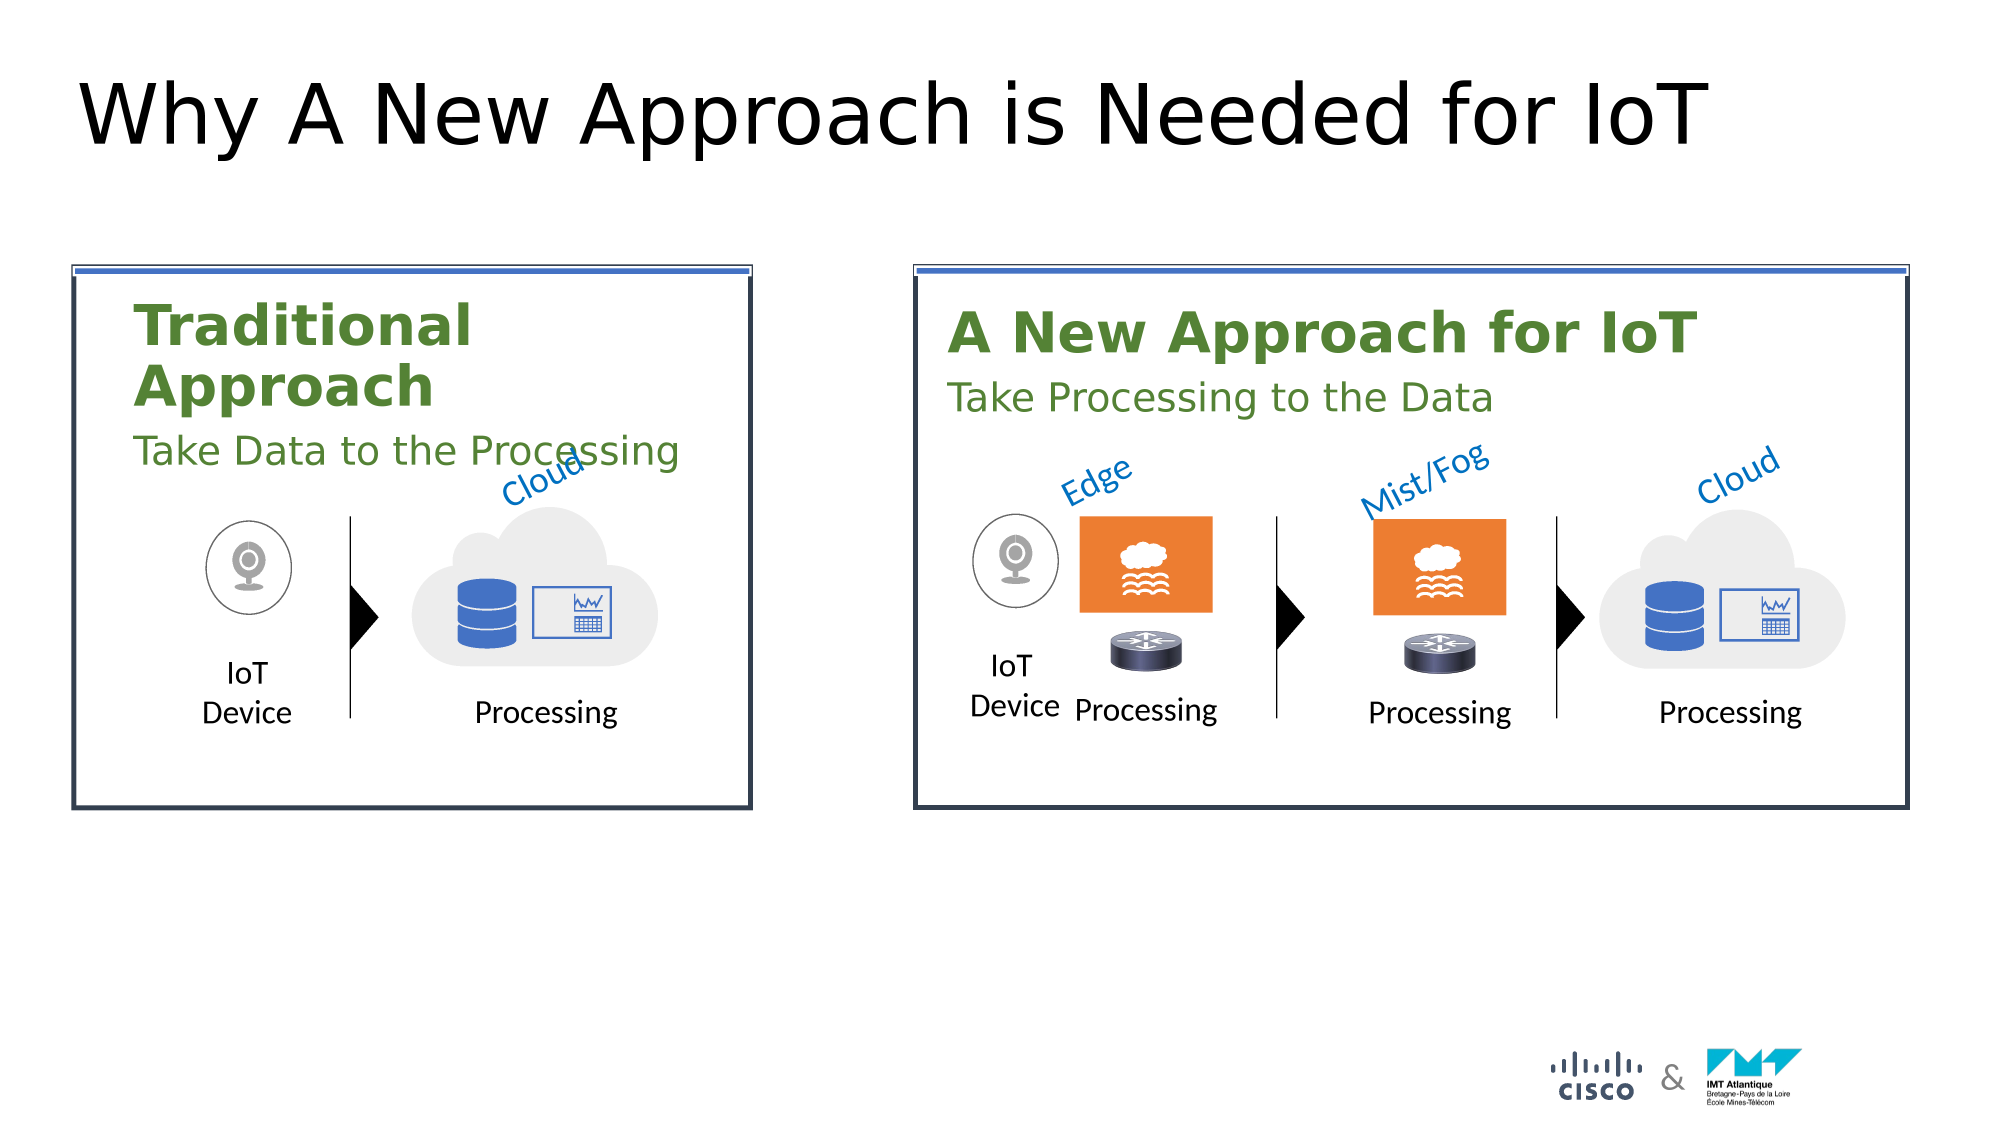 Why A New Approach is Needed for IoT
Traditional
Approach
Take Data to the Processing
Cloud
IoT
Device
Processing
A New Approach for IoT
Take Processing to the Data
Edge
Mist/Fog
Cloud
IoT
Device
Processing
Processing
Processing
CISCO
&
IMT Atlantique
Bretagne-Pays de la Loire
École Mines-Télécom